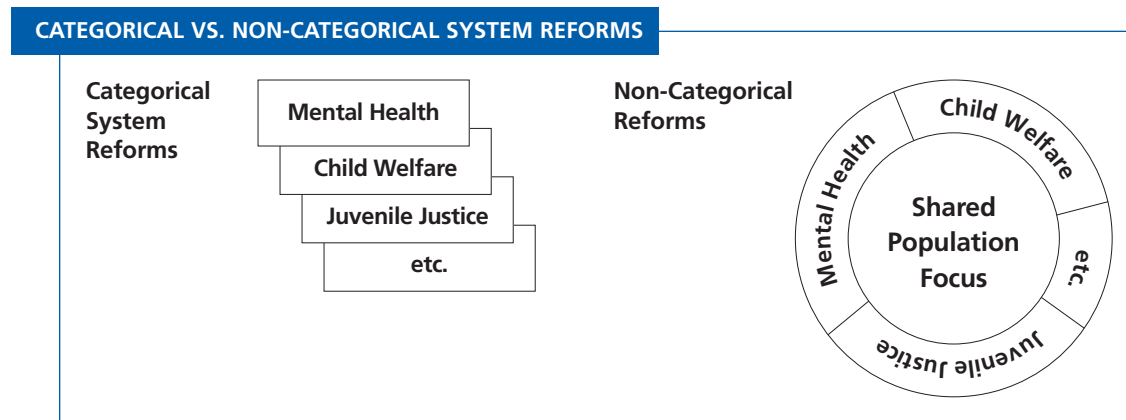 CATEGORICAL VS. NON-CATEGORICAL SYSTEM REFORMS
Categorical
System
Reforms
Mental Health
Child Welfare
Juvenile Justice
etc.
Non-Categorical
Reforms
Mental Health
Child Welfare
etc.
Juvenile Justice
Shared
Population
Focus